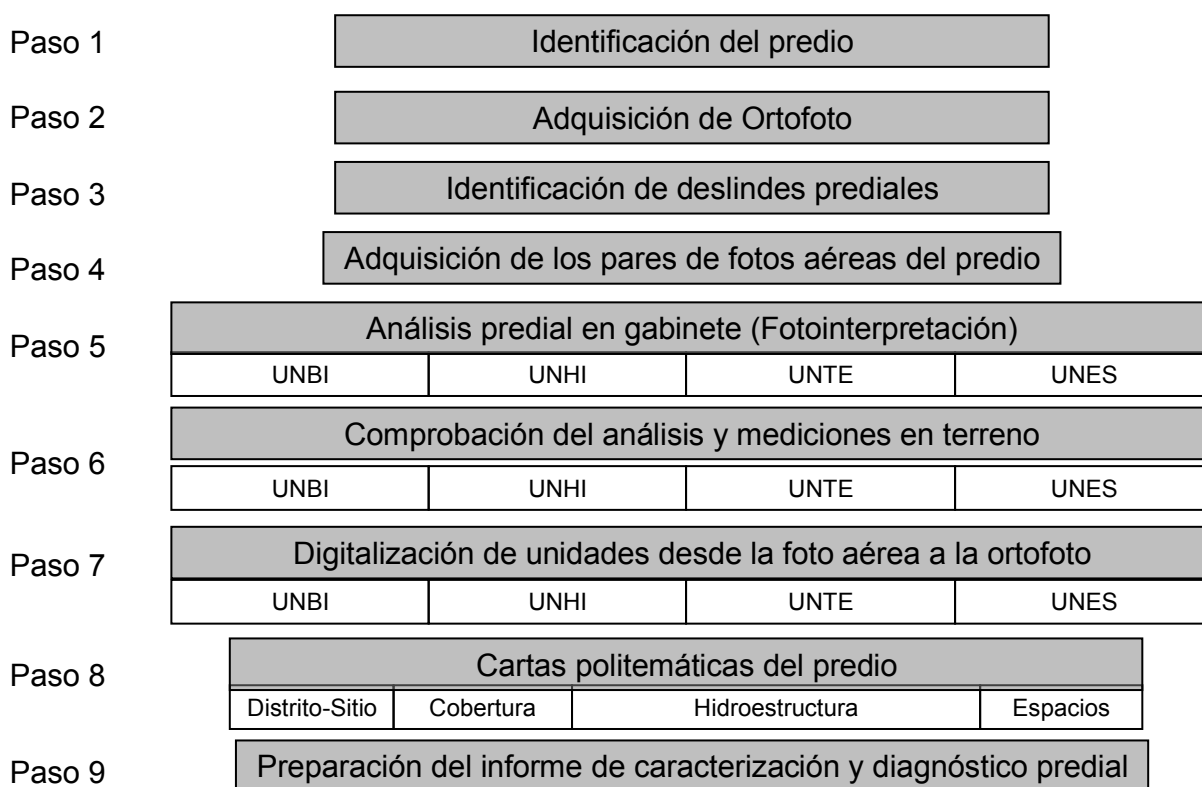 Paso 1 Identificación del predio
Paso 2 Adquisición de Ortofoto
Paso 3 Identificación de deslindes prediales
Paso 4 Adquisición de los pares de fotos aéreas del predio
Paso 5 Análisis predial en gabinete (Fotointerpretación)
UNBI UNHI UNTE UNES
Paso 6 Comprobación del análisis y mediciones en terreno
UNBI UNHI UNTE UNES
Paso 7 Digitalización de unidades desde la foto aérea a la ortofoto
UNBI UNHI UNTE UNES
Paso 8 Cartas politemáticas del predio
Distrito-Sitio Cobertura Hidroestructura Espacios
Paso 9 Preparación del informe de caracterización y diagnóstico predial